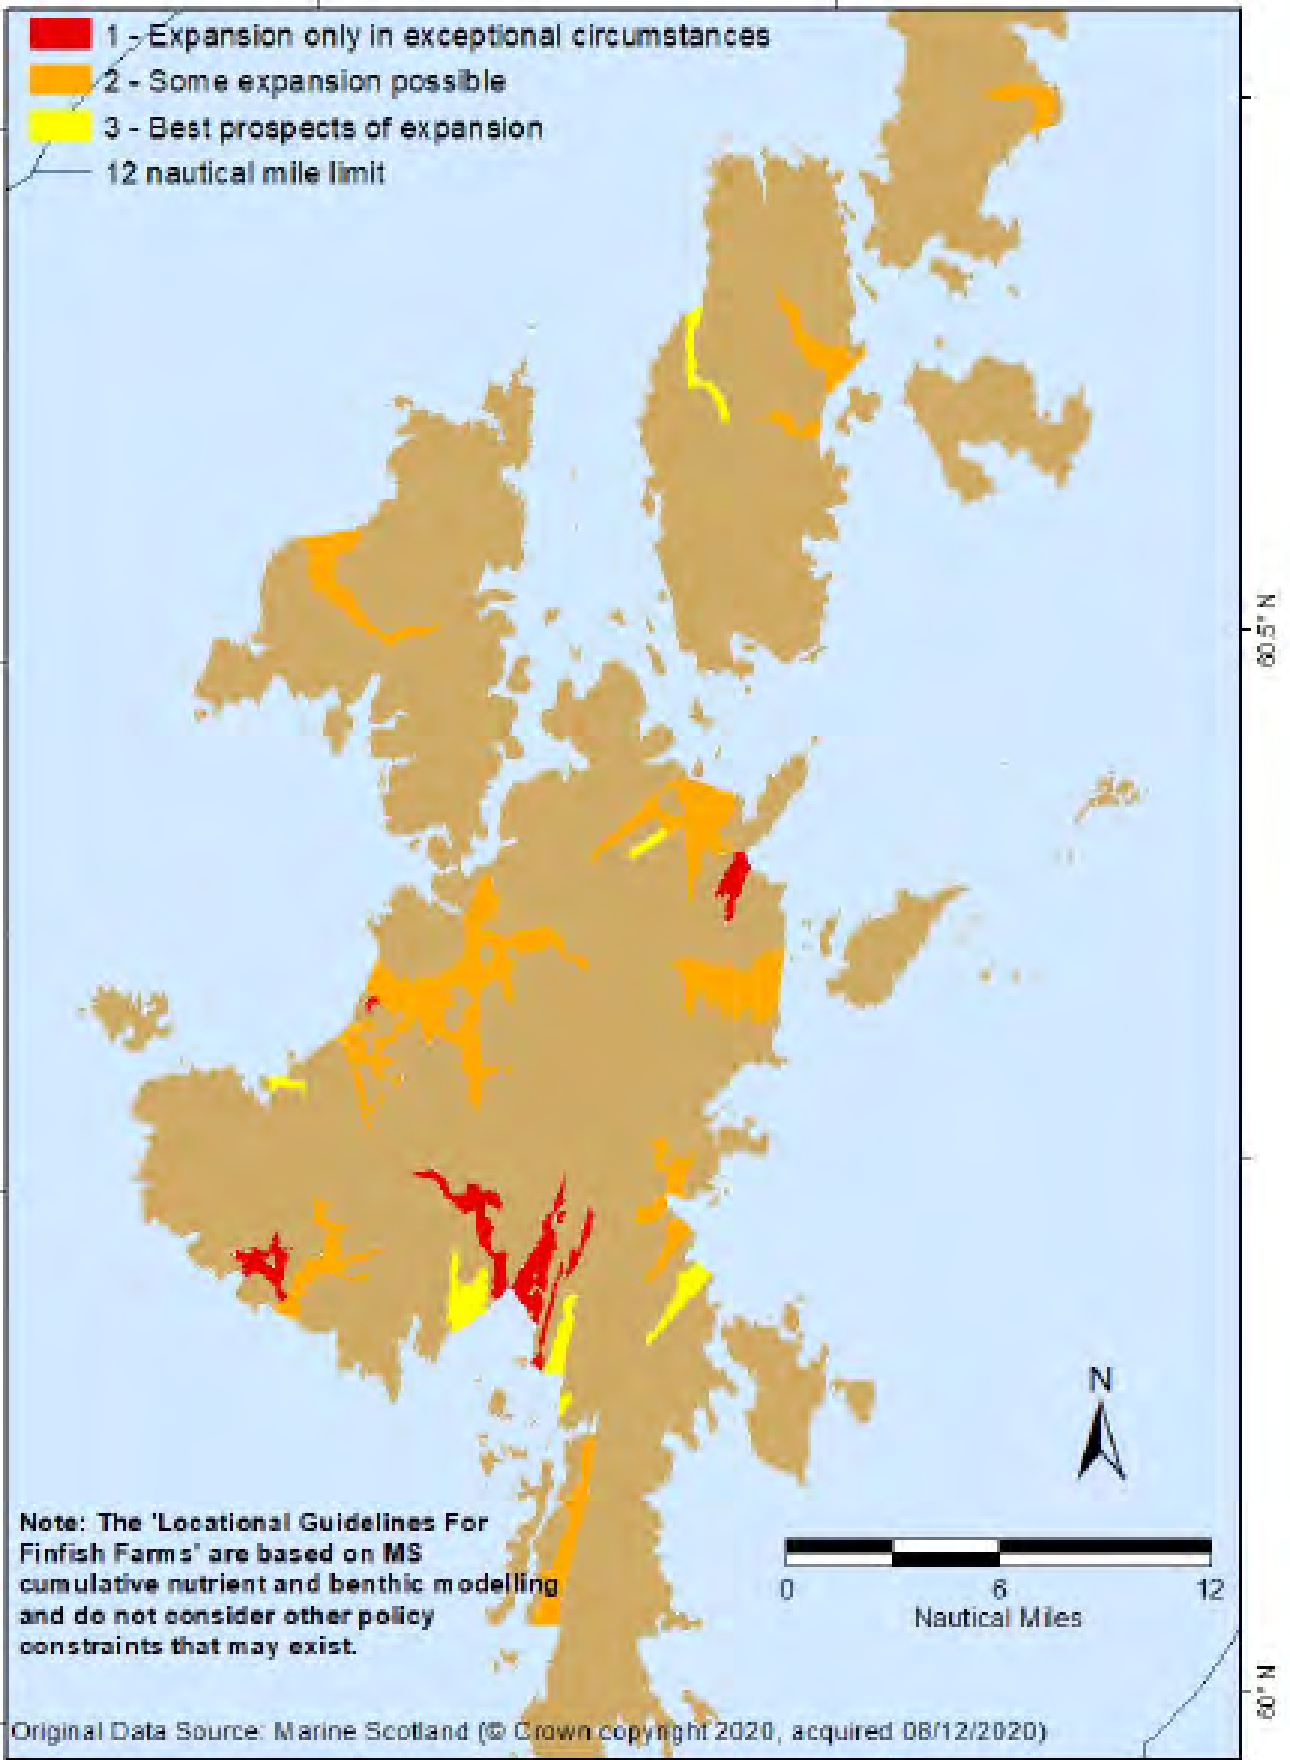 1 - Expansion only in exceptional circumstances
2 - Some expansion possible
3 - Best prospects of expansion
12 nautical mile limit
60.5° N
N
Note: The 'Locational Guidelines For
Finfish Farms' are based on MS
cumulative nutrient and benthic modelling
and do not consider other policy
constraints that may exist.
0 6 12
Nautical Miles
60° N
Original Data Source: Marine Scotland (© Crown copyright 2020, acquired 08/12/2020)